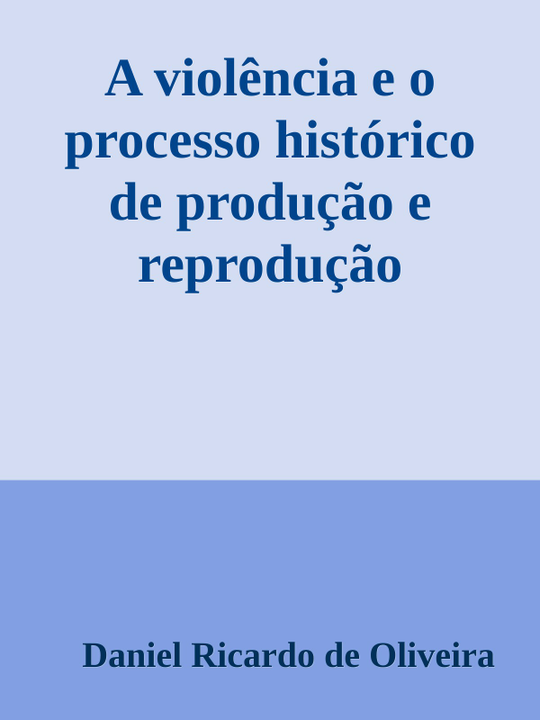 A violência e o
processo histórico
de produção e
reprodução
Daniel Ricardo de Oliveira